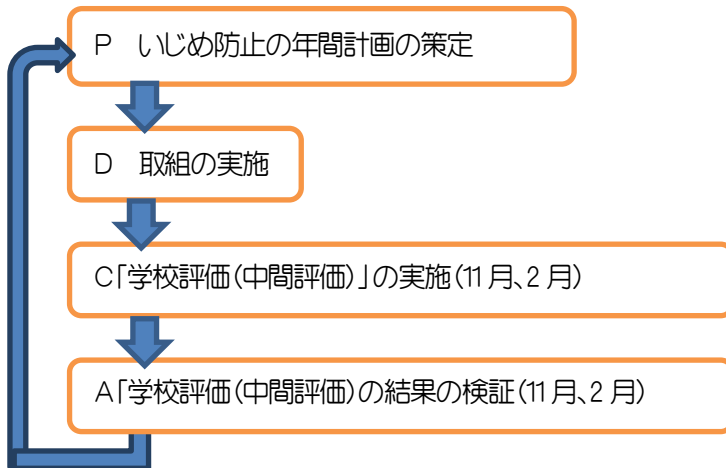 P　いじめ防止の年間計画の策定
D　取組の実施
C「学校評価(中間評価)」の実施(11月、2月)
A「学校評価(中間評価)の結果の検証(11月、2月)